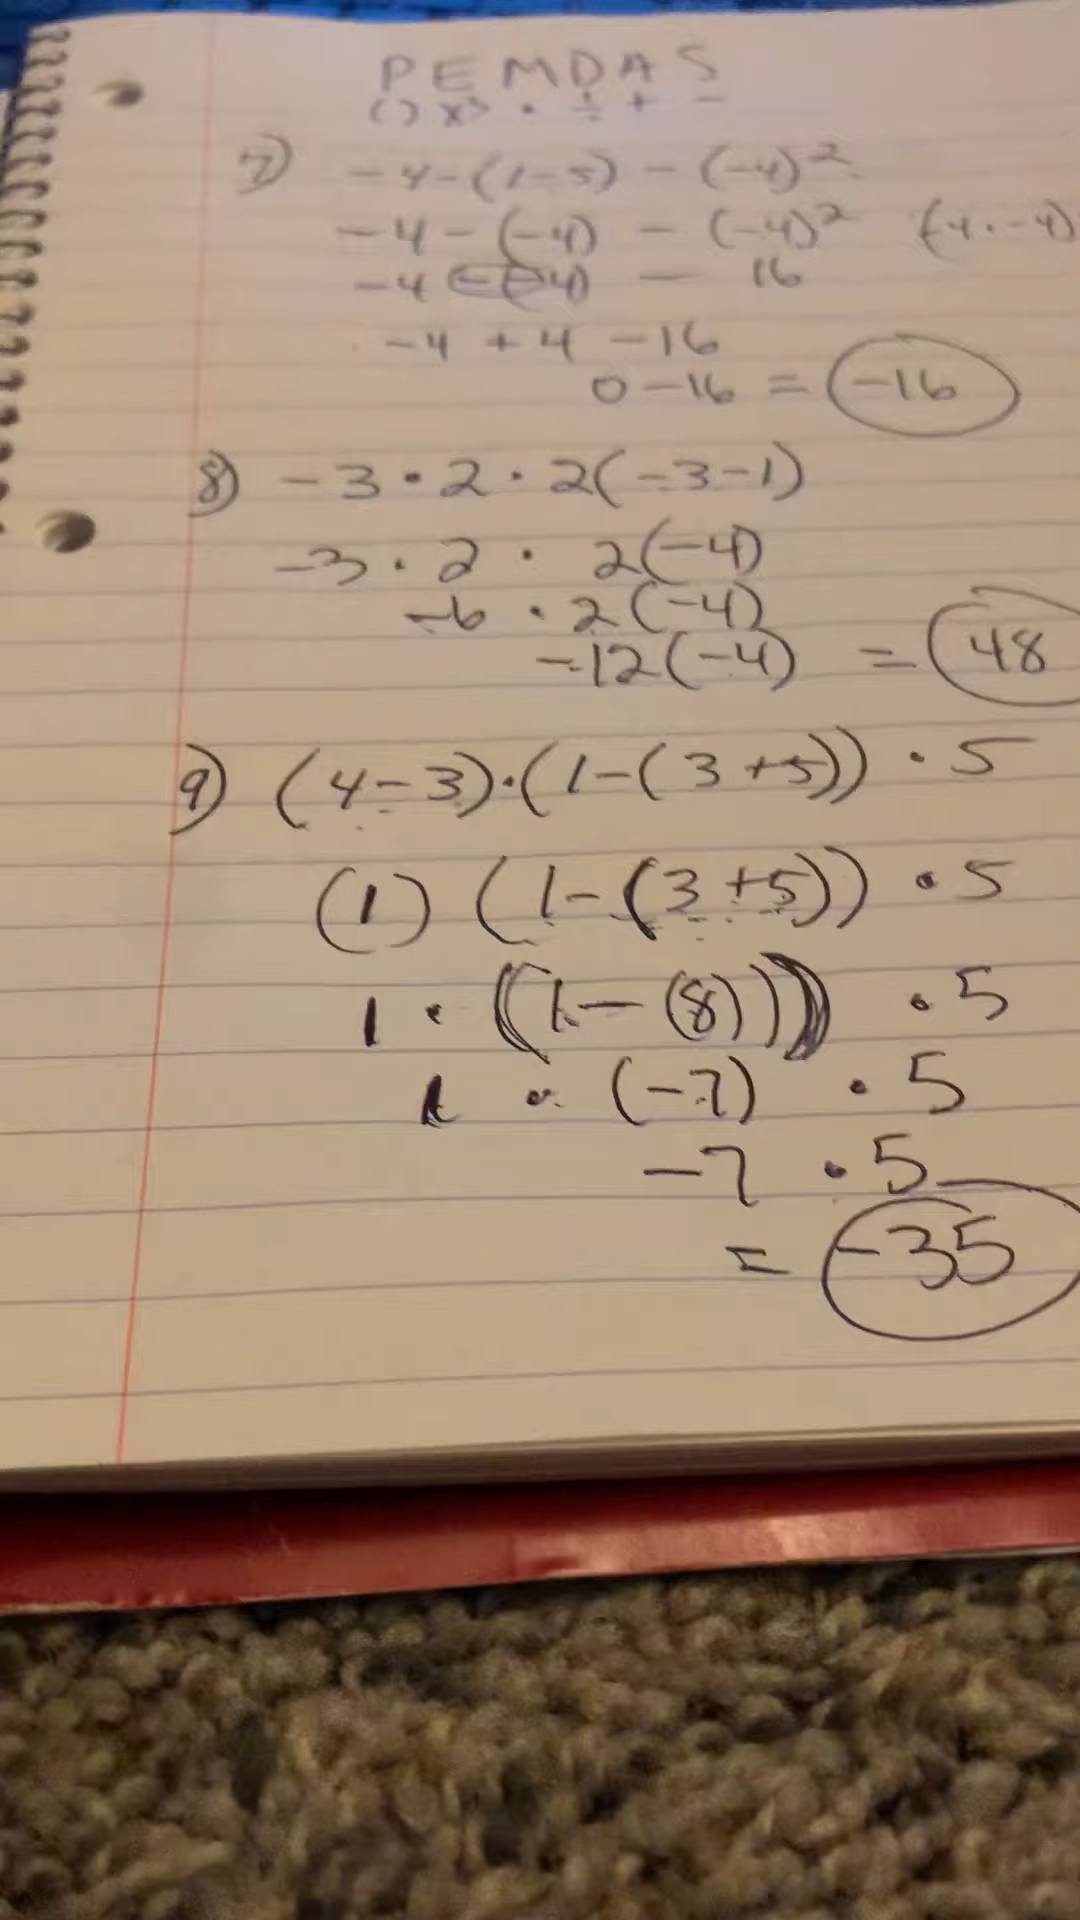 PEMDAS
( ) x³ · ÷ + −
7) −4−(1−5) − (−4)²
−4 − (−4) − (−4)² (−4·−4)
−4 −(−4) − 16
−4 + 4 −16
0 −16 = −16
8) −3 · 2 · 2(−3−1)
−3 · 2 · 2(−4)
−6 · 2(−4)
−12(−4) = 48
9) (4−3)·(1−(3+5)) · 5
(1) (1−(3+5)) · 5
1 · (1−(8)) · 5
1 · (−7) · 5
−7 · 5
= −35